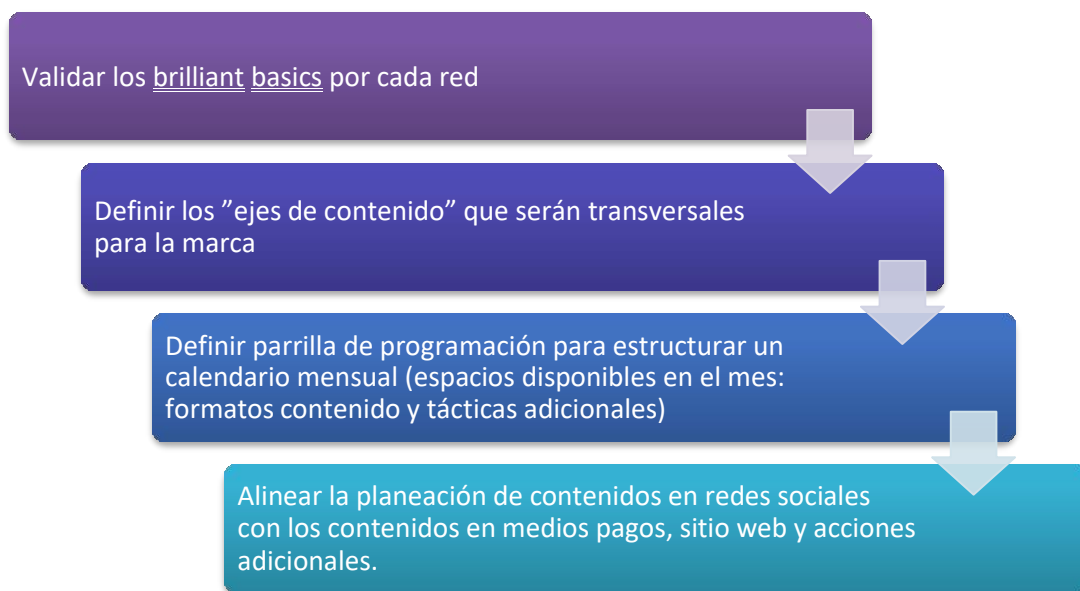 Validar los brilliant basics por cada red
Definir los ”ejes de contenido” que serán transversales
para la marca
Definir parrilla de programación para estructurar un
calendario mensual (espacios disponibles en el mes:
formatos contenido y tácticas adicionales)
Alinear la planeación de contenidos en redes sociales
con los contenidos en medios pagos, sitio web y acciones
adicionales.